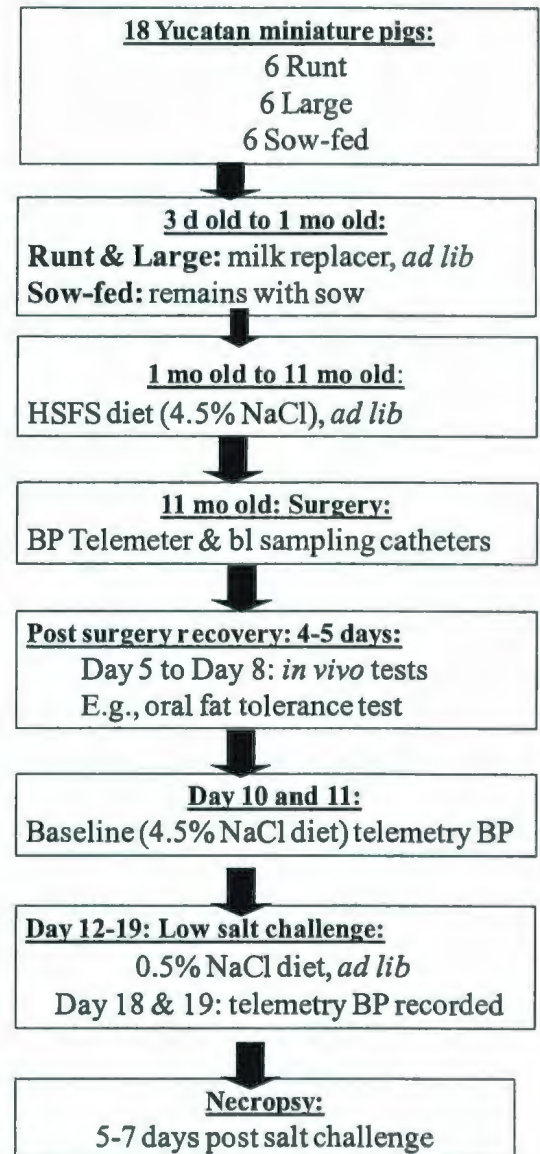 18 Yucatan miniature pigs:
6 Runt
6 Large
6 Sow-fed
3 d old to 1 mo old:
Runt & Large: milk replacer, ad lib
Sow-fed: remains with sow
1 mo old to 11 mo old:
HSFS diet (4.5% NaCl), ad lib
11 mo old: Surgery:
BP Telemeter & bl sampling catheters
Post surgery recovery: 4-5 days:
Day 5 to Day 8: in vivo tests
E.g., oral fat tolerance test
Day 10 and 11:
Baseline (4.5% NaCl diet) telemetry BP
Day 12-19: Low salt challenge:
0.5% NaCl diet, ad lib
Day 18 & 19: telemetry BP recorded
Necropsy:
5-7 days post salt challenge